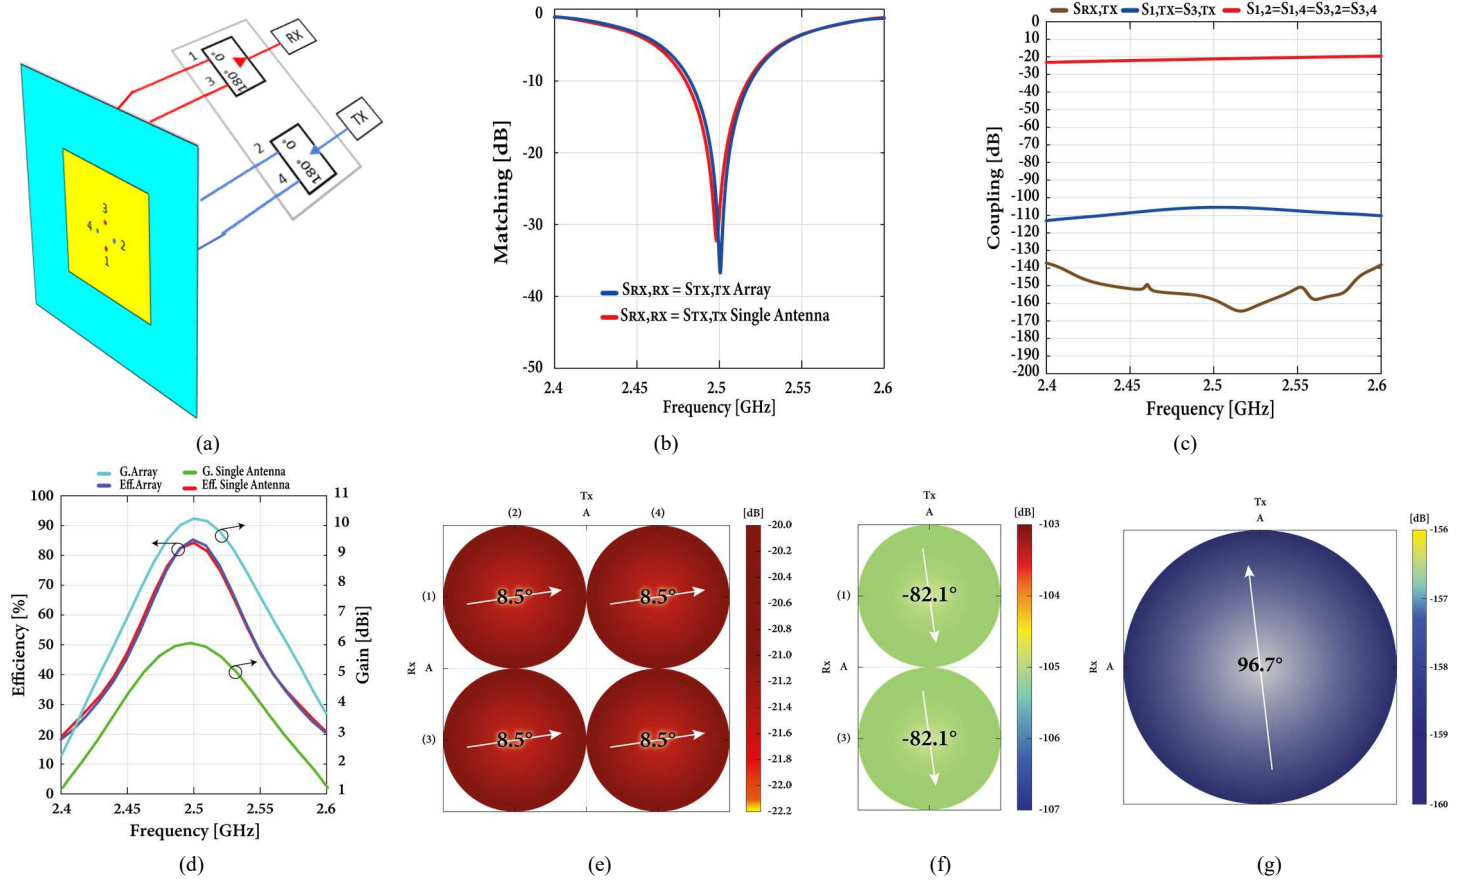 RX
1
0°
3
180°
TX
2
0°
4
180°
3
4
2
1
(a)
0
-10
-20
-30
-40
-50
Matching [dB]
SRX,RX = STX,TX Array
SRX,RX = STX,TX Single Antenna
2.4
2.45
2.5
2.55
2.6
Frequency [GHz]
(b)
SRX,TX
S1,TX=S3,TX
S1,2=S1,4=S3,2=S3,4
0
-10
-20
-30
-40
-50
-60
-70
-80
-90
-100
-110
-120
-130
-140
-150
-160
-170
-180
-190
-200
Coupling [dB]
2.4
2.45
2.5
2.55
2.6
Frequency [GHz]
(c)
G.Array
G. Single Antenna
Eff.Array
Eff. Single Antenna
100
90
80
70
60
50
40
30
20
10
0
Efficiency [%]
11
10
9
8
7
6
5
4
3
2
1
Gain [dBi]
2.4
2.45
2.5
2.55
2.6
Frequency [GHz]
(d)
Tx
(2)
A
(4)
[dB]
(1)
8.5°
8.5°
Rx
A
(3)
8.5°
8.5°
-20.0
-20.2
-20.4
-20.6
-20.8
-21.0
-21.2
-21.4
-21.6
-21.8
-22.0
-22.2
(e)
Tx
A
[dB]
(1)
-82.1°
Rx
A
(3)
-82.1°
-103
-104
-105
-106
-107
(f)
Tx
A
[dB]
Rx
A
96.7°
-156
-157
-158
-159
-160
(g)